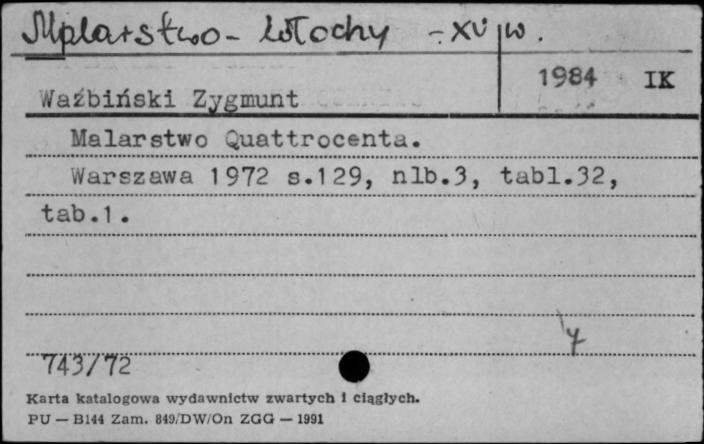 Malarstwo - Włochy - XV w.
1984 IK
Waźbiński Zygmunt
Malarstwo Quattrocenta.
Warszawa 1972 s.129, nlb.3, tabl.32,
tab.1.
743/72
Karta katalogowa wydawnictw zwartych i ciągłych.
PU — B144 Zam. 849/DW/On ZGG — 1991